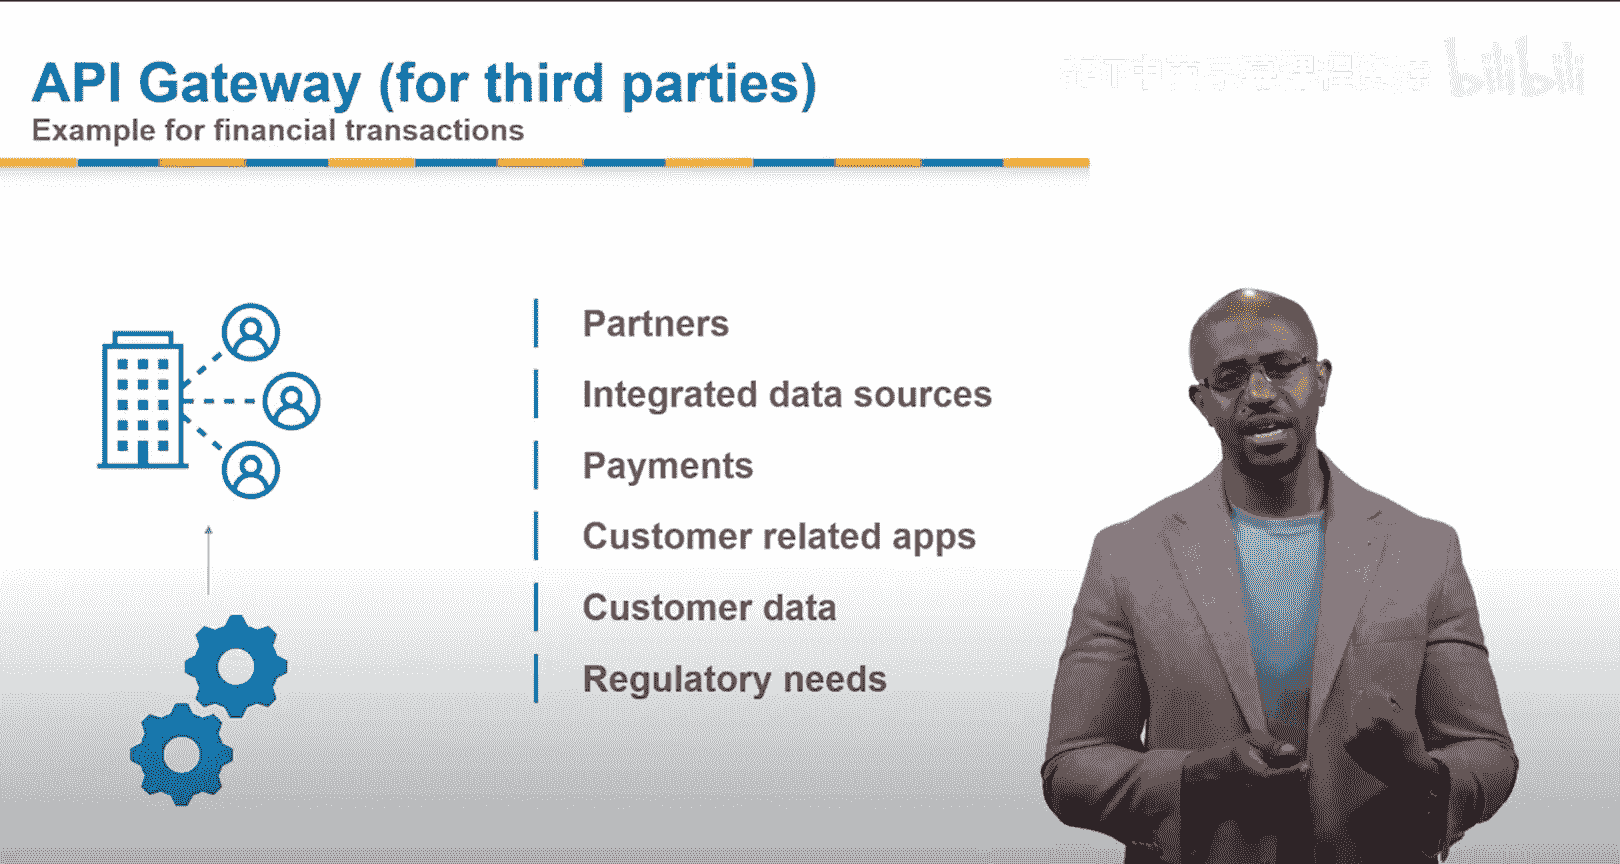 API Gateway (for third parties)
Example for financial transactions
bilibili
Partners
Integrated data sources
Payments
Customer related apps
Customer data
Regulatory needs